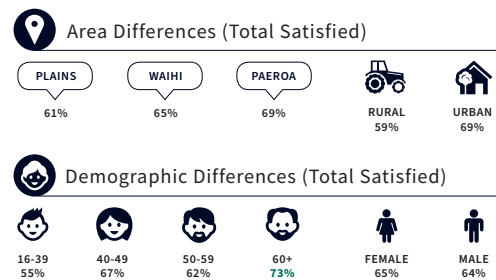 Area Differences (Total Satisfied)
PLAINS WAIHI PAEROA
61% 65% 69% RURAL URBAN
59% 69%
Demographic Differences (Total Satisfied)
16-39 40-49 50-59 60+ FEMALE MALE
55% 67% 62% 73% 65% 64%